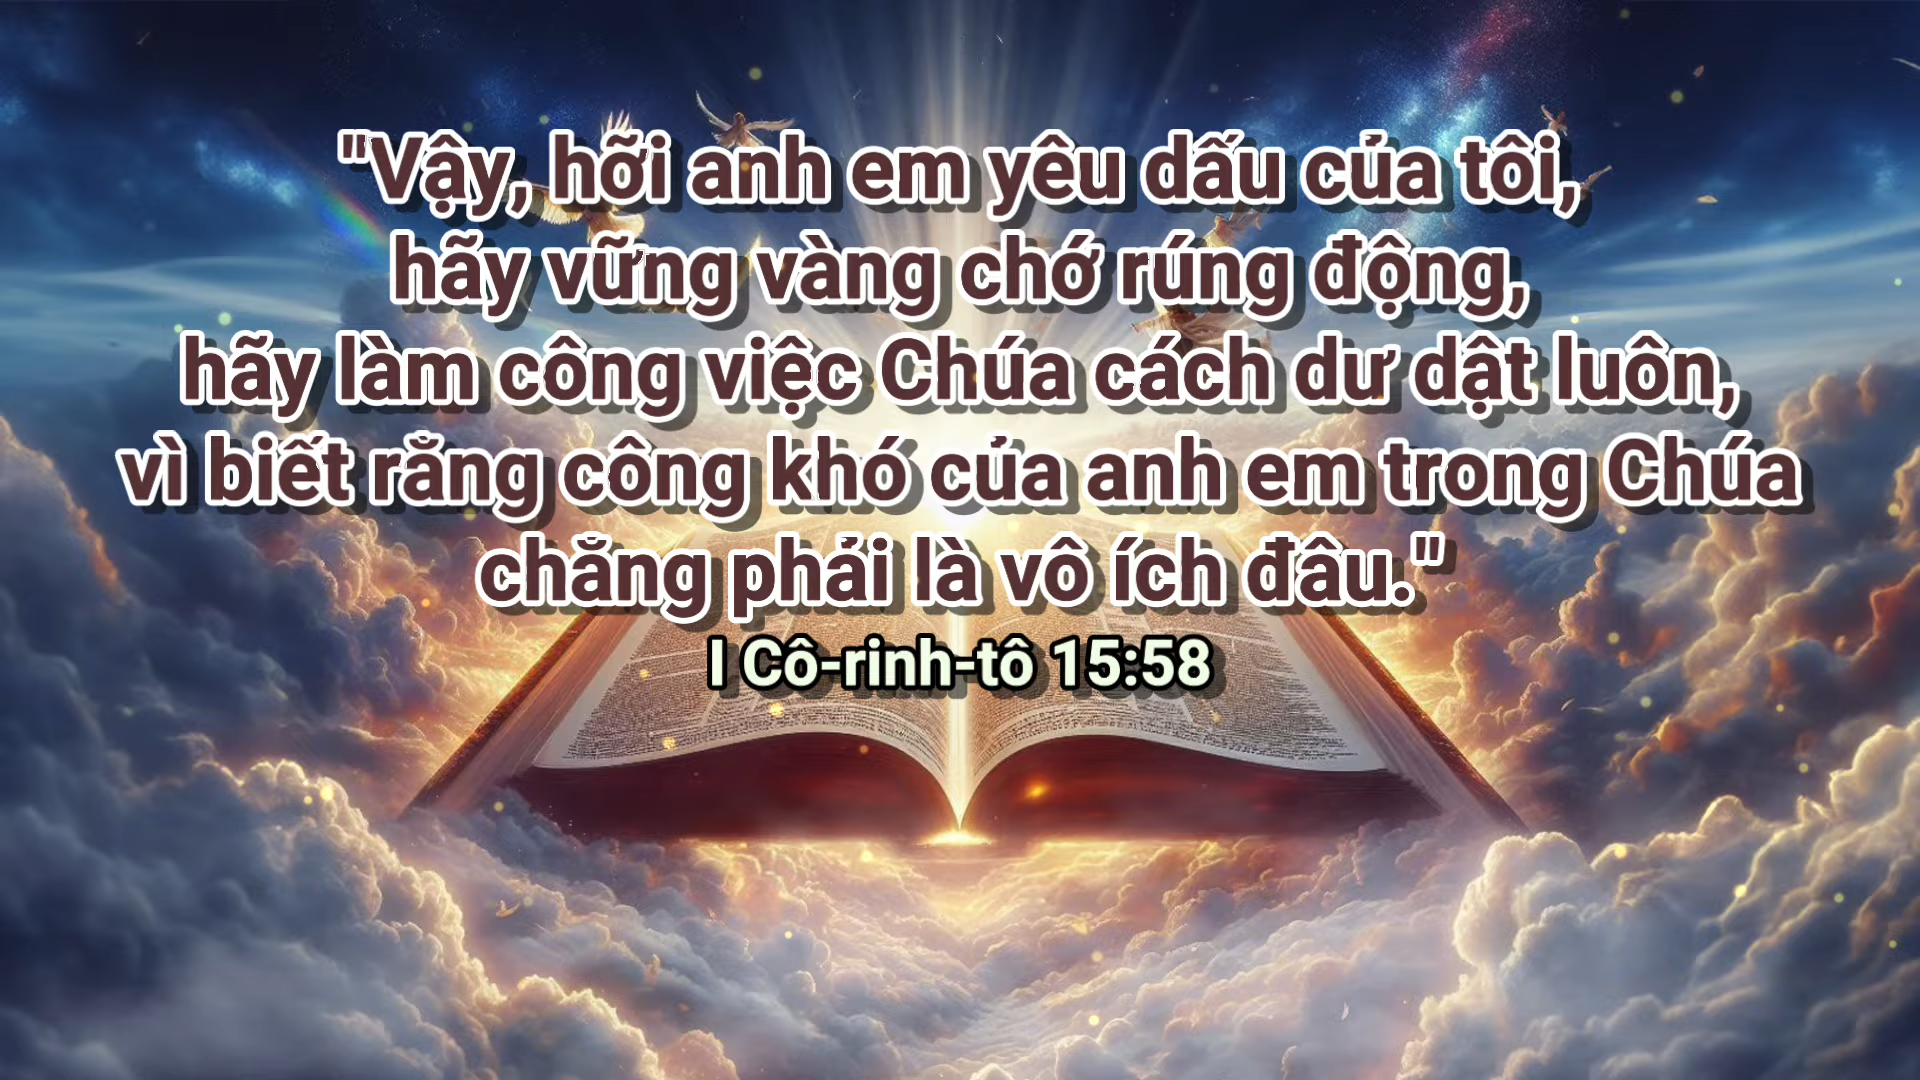 "Vậy, hỡi anh em yêu dấu của tôi,
hãy vững vàng chớ rúng động,
hãy làm công việc Chúa cách dư dật luôn,
vì biết rằng công khó của anh em trong Chúa
chẳng phải là vô ích đâu."
I Cô-rinh-tô 15:58